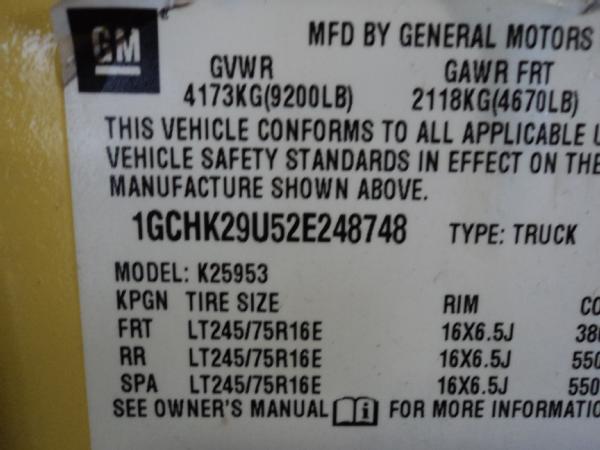 GM
MFD BY GENERAL MOTORS
GVWR GAWR FRT
4173KG(9200LB) 2118KG(4670LB)
THIS VEHICLE CONFORMS TO ALL APPLICABLE
VEHICLE SAFETY STANDARDS IN EFFECT ON THE
MANUFACTURE SHOWN ABOVE.
1GCHK29U52E248748 TYPE: TRUCK
MODEL: K25953
KPGN TIRE SIZE RIM
FRT LT245/75R16E 16X6.5J
RR LT245/75R16E 16X6.5J 550
SPA LT245/75R16E 16X6.5J 550
SEE OWNER'S MANUAL FOR MORE INFORMATIO